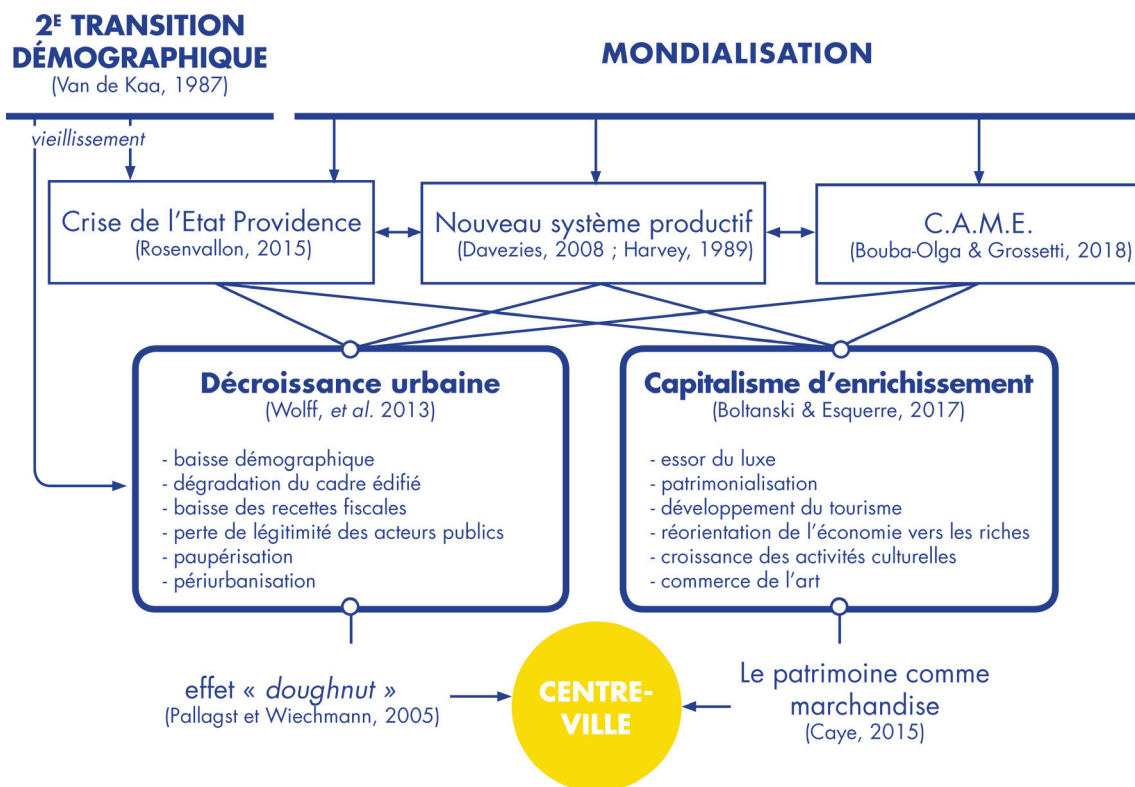 2E TRANSITION
DÉMOGRAPHIQUE
(Van de Kaa, 1987)
MONDIALISATION
vieillissement
Crise de l'Etat Providence
(Rosenvallon, 2015)
Nouveau système productif
(Davezies, 2008 ; Harvey, 1989)
C.A.M.E.
(Bouba-Olga & Grossetti, 2018)
Décroissance urbaine
(Wolff, et al. 2013)
- baisse démographique
- dégradation du cadre édifié
- baisse des recettes fiscales
- perte de légitimité des acteurs publics
- paupérisation
- périurbanisation
Capitalisme d'enrichissement
(Boltanski & Esquerre, 2017)
- essor du luxe
- patrimonialisation
- développement du tourisme
- réorientation de l'économie vers les riches
- croissance des activités culturelles
- commerce de l'art
effet « doughnut »
(Pallagst et Wiechmann, 2005)
CENTRE-
VILLE
Le patrimoine comme
marchandise
(Caye, 2015)